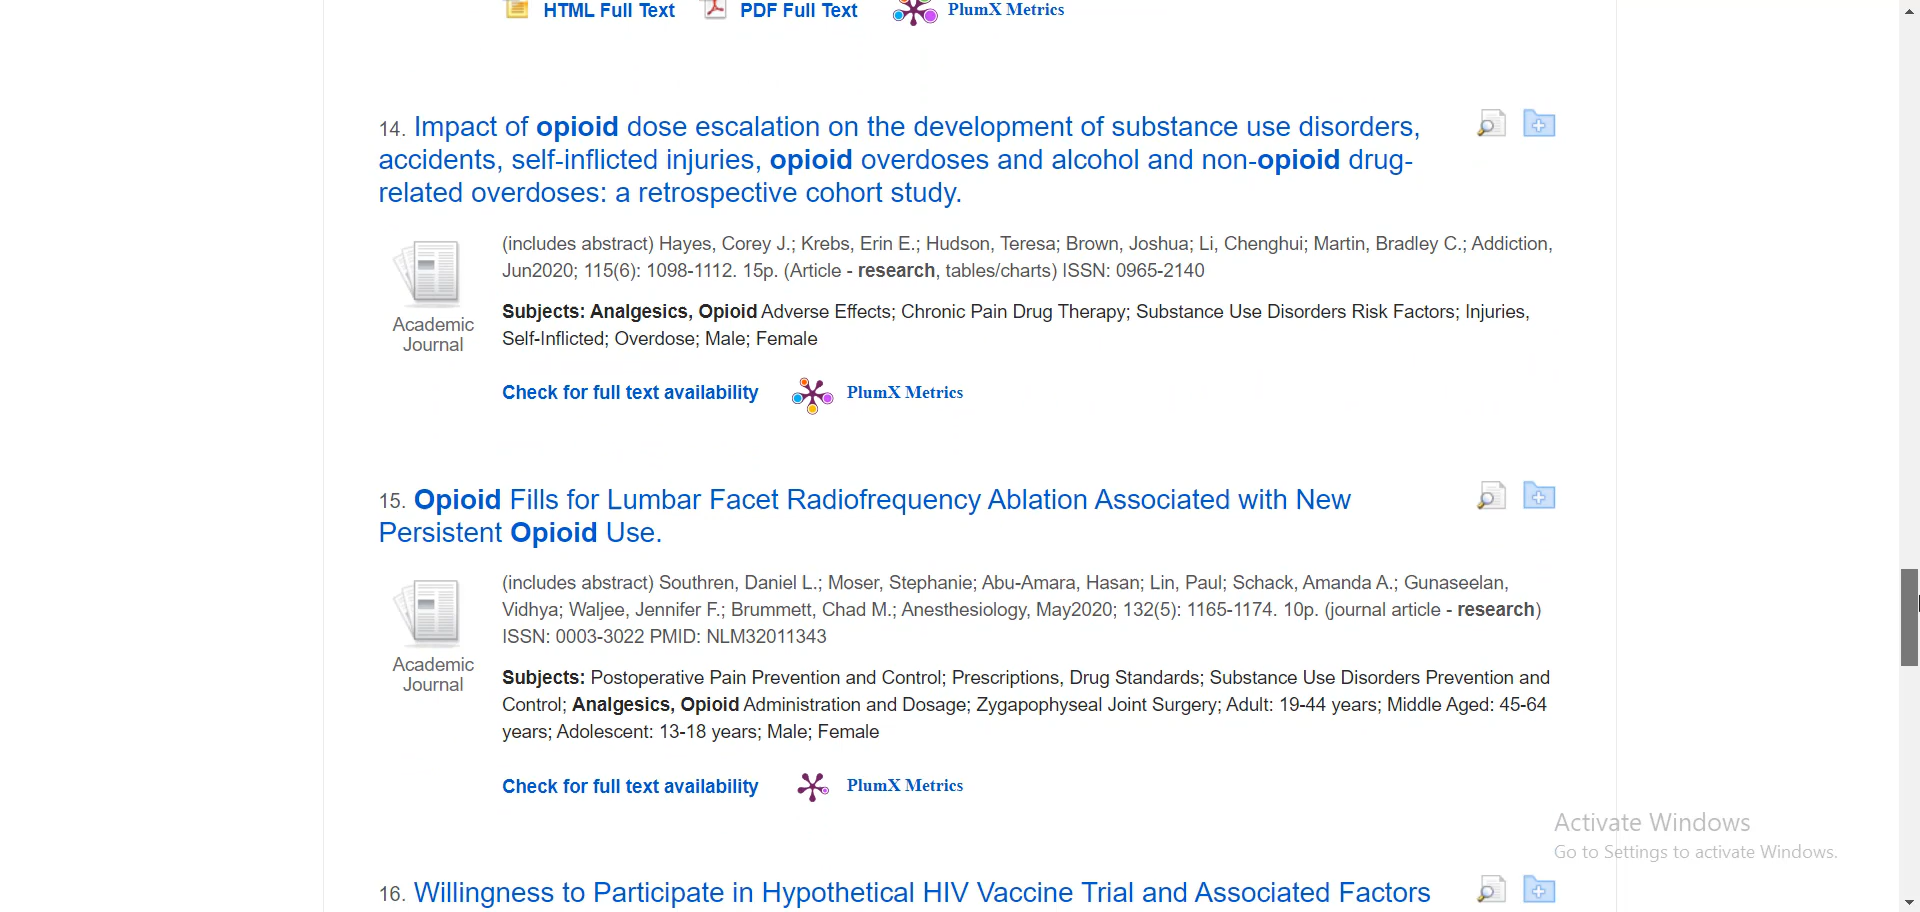 HTML Full Text PDF Full Text PlumX Metrics
14. Impact of opioid dose escalation on the development of substance use disorders,
accidents, self-inflicted injuries, opioid overdoses and alcohol and non-opioid drug-
related overdoses: a retrospective cohort study.
(includes abstract) Hayes, Corey J.; Krebs, Erin E.; Hudson, Teresa; Brown, Joshua; Li, Chenghui; Martin, Bradley C.; Addiction,
Jun2020; 115(6): 1098-1112. 15p. (Article - research, tables/charts) ISSN: 0965-2140
Academic
Journal
Subjects: Analgesics, Opioid Adverse Effects; Chronic Pain Drug Therapy; Substance Use Disorders Risk Factors; Injuries,
Self-Inflicted; Overdose; Male; Female
Check for full text availability PlumX Metrics
15. Opioid Fills for Lumbar Facet Radiofrequency Ablation Associated with New
Persistent Opioid Use.
(includes abstract) Southren, Daniel L.; Moser, Stephanie; Abu-Amara, Hasan; Lin, Paul; Schack, Amanda A.; Gunaseelan,
Vidhya; Waljee, Jennifer F.; Brummett, Chad M.; Anesthesiology, May2020; 132(5): 1165-1174. 10p. (journal article - research)
ISSN: 0003-3022 PMID: NLM32011343
Academic
Journal
Subjects: Postoperative Pain Prevention and Control; Prescriptions, Drug Standards; Substance Use Disorders Prevention and
Control; Analgesics, Opioid Administration and Dosage; Zygapophyseal Joint Surgery; Adult: 19-44 years; Middle Aged: 45-64
years; Adolescent: 13-18 years; Male; Female
Check for full text availability PlumX Metrics
Activate Windows
Go to Settings to activate Windows.
16. Willingness to Participate in Hypothetical HIV Vaccine Trial and Associated Factors